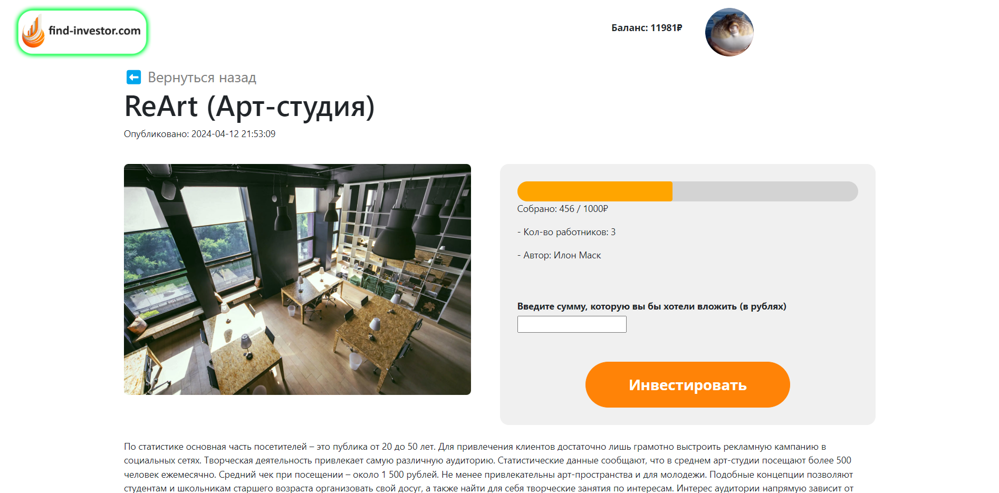 find-investor.com
Баланс: 11981₽
Вернуться назад
ReArt (Арт-студия)
Опубликовано: 2024-04-12 21:53:09
Собрано: 456 / 1000₽
- Кол-во работников: 3
- Автор: Илон Маск
Введите сумму, которую вы бы хотели вложить (в рублях)
Инвестировать
По статистике основная часть посетителей – это публика от 20 до 50 лет. Для привлечения клиентов достаточно лишь грамотно выстроить рекламную кампанию в
социальных сетях. Творческая деятельность привлекает самую различную аудиторию. Статистические данные сообщают, что в среднем арт-студии посещают более 500
человек ежемесячно. Средний чек при посещении – около 1 500 рублей. Не менее привлекательны арт-пространства и для молодежи. Подобные концепции позволяют
студентам и школьникам старшего возраста организовать свой досуг, а также найти для себя творческие занятия по интересам. Интерес аудитории напрямую зависит от